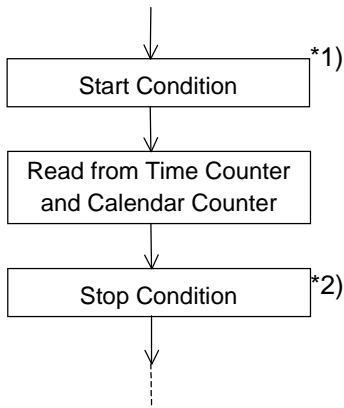 *1)
Start Condition
Read from Time Counter
and Calendar Counter
*2)
Stop Condition